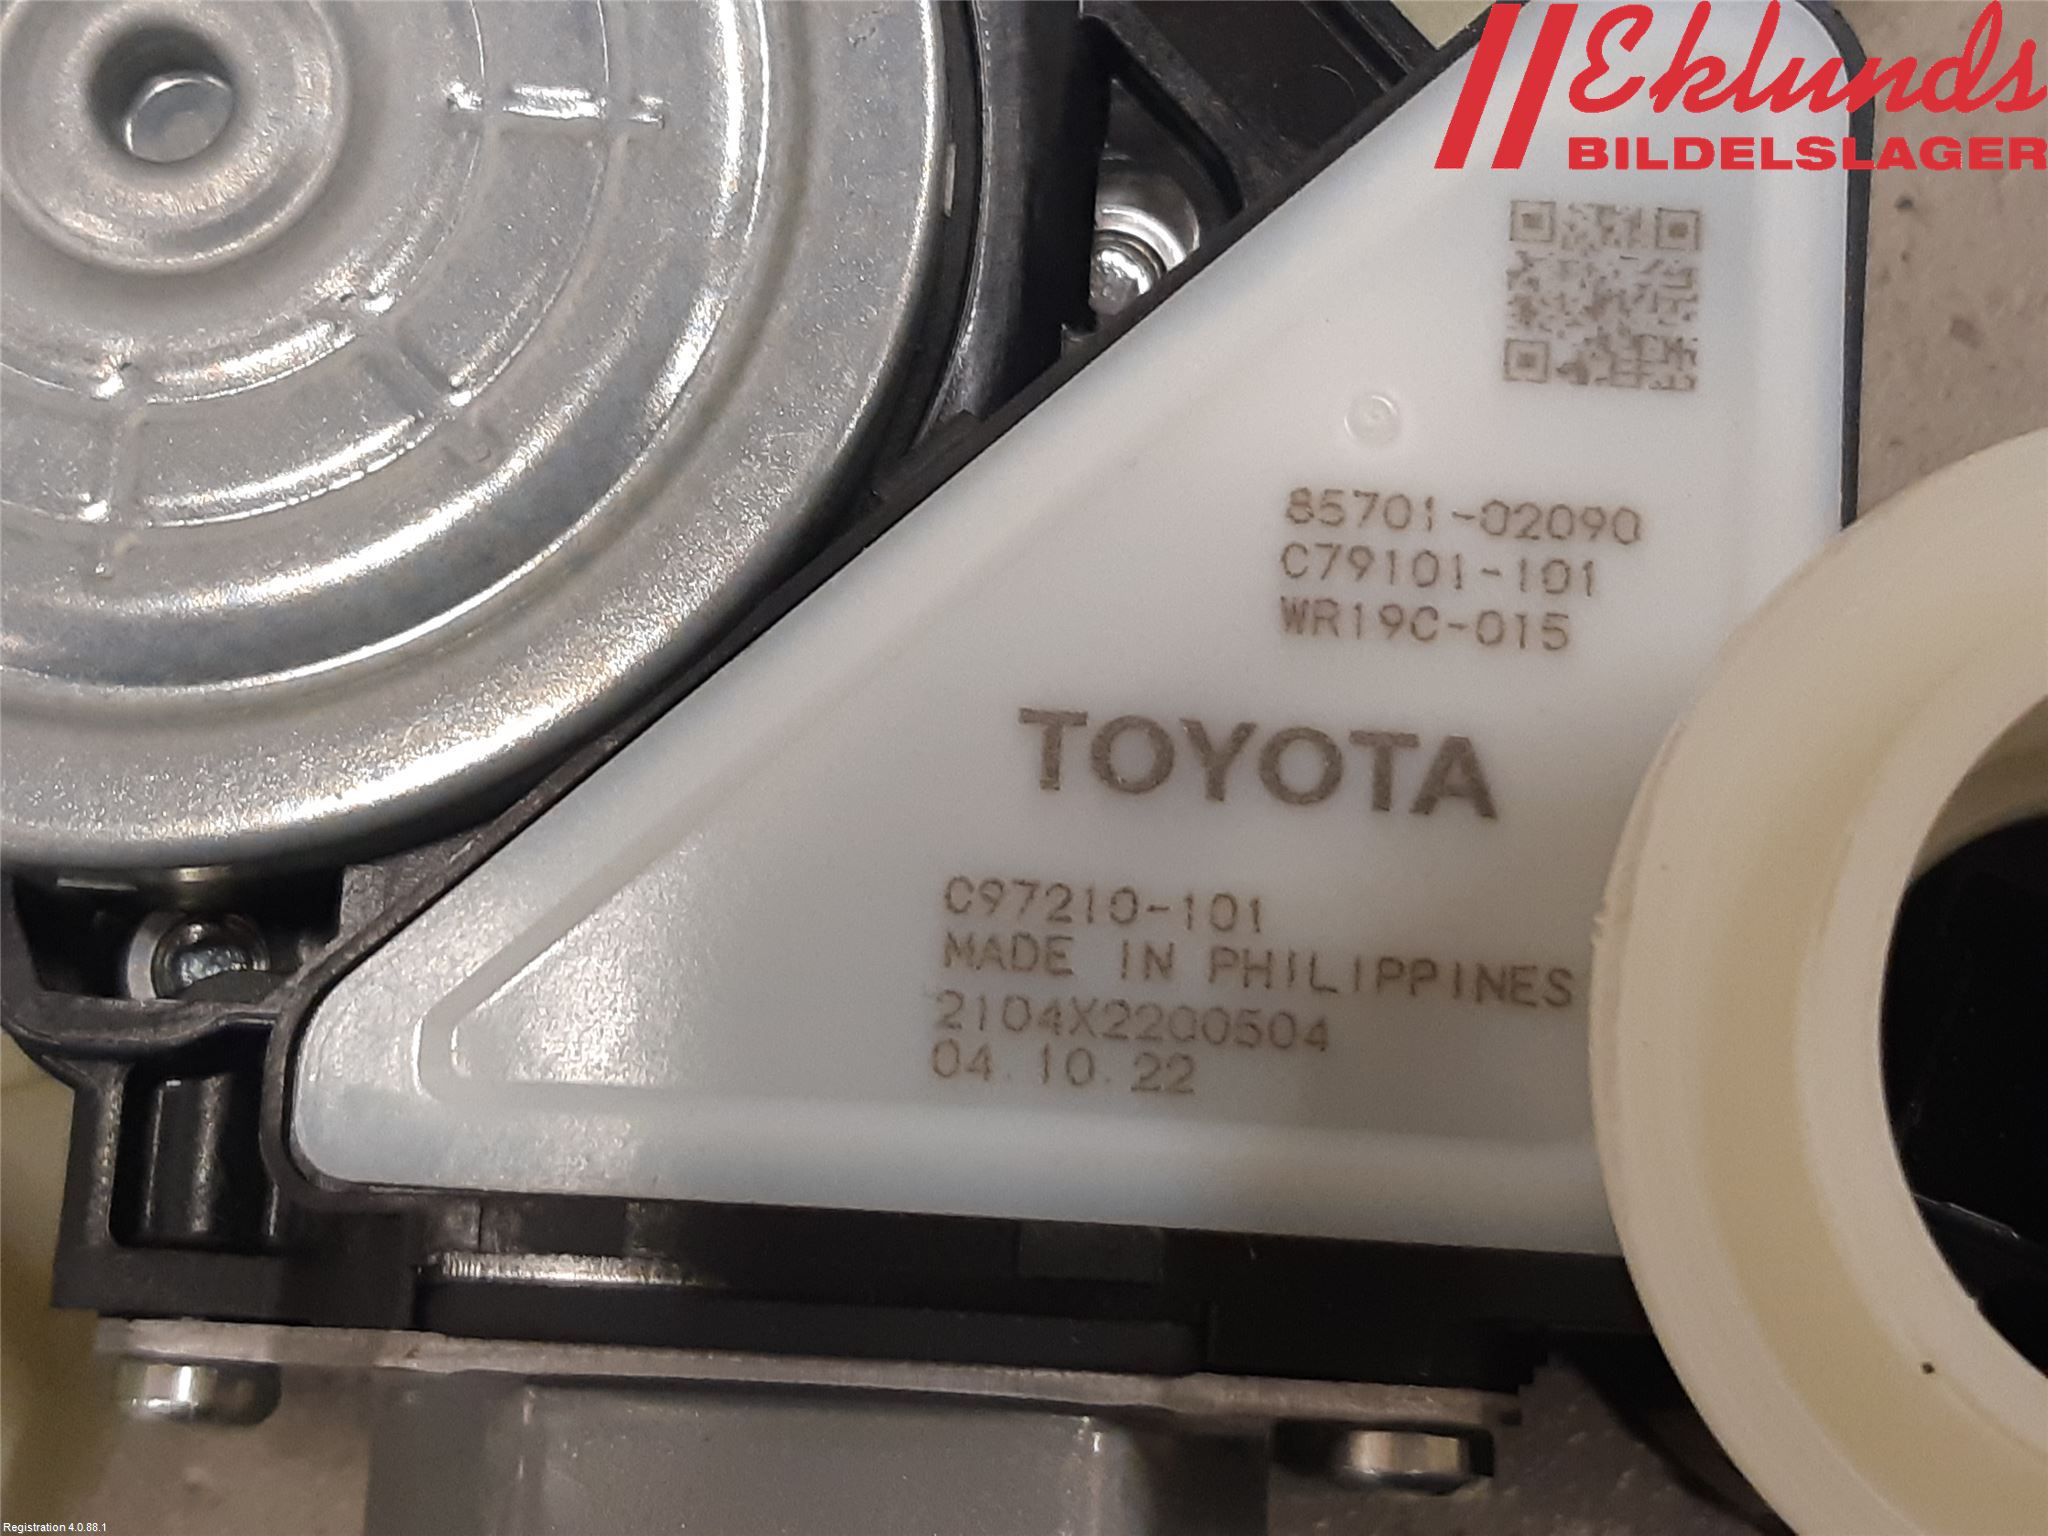 Eklunds
BILDELSLAGER
85701-02090
C79101-101
WR19C-015
TOYOTA
C97210-101
MADE IN PHILIPPINES
2104X2200504
04.10.22
Registration 4.0.88.1